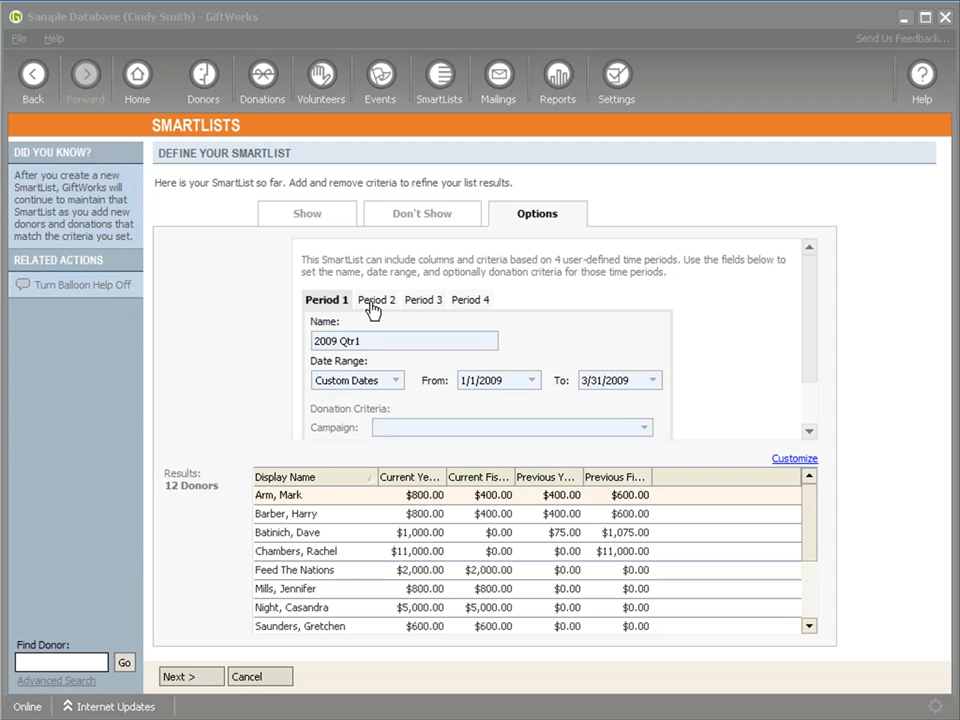 Sample Database (Cindy Smith) - GiftWorks
File Help Send Us Feedback...
Back Forward Home Donors Donations Volunteers Events SmartLists Mailings Reports Settings Help
SMARTLISTS
DID YOU KNOW?
After you create a new
SmartList, GiftWorks will
continue to maintain that
SmartList as you add new
donors and donations that
match the criteria you set.
RELATED ACTIONS
Turn Balloon Help Off
DEFINE YOUR SMARTLIST
Here is your SmartList so far. Add and remove criteria to refine your list results.
Show Don't Show Options
This SmartList can include columns and criteria based on 4 user-defined time periods. Use the fields below to
set the name, date range, and optionally donation criteria for those time periods.
Period 1 Period 2 Period 3 Period 4
Name:
2009 Qtr1
Date Range:
Custom Dates From: 1/1/2009 To: 3/31/2009
Donation Criteria:
Campaign:
Customize
Results:
12 Donors
Display Name Current Ye... Current Fis... Previous Y... Previous Fi...
Arm, Mark $800.00 $400.00 $400.00 $600.00
Barber, Harry $800.00 $400.00 $400.00 $600.00
Batinich, Dave $1,000.00 $0.00 $75.00 $1,075.00
Chambers, Rachel $11,000.00 $0.00 $0.00 $11,000.00
Feed The Nations $2,000.00 $2,000.00 $0.00 $0.00
Mills, Jennifer $800.00 $800.00 $0.00 $0.00
Night, Casandra $5,000.00 $5,000.00 $0.00 $0.00
Saunders, Gretchen $600.00 $600.00 $0.00 $0.00
Find Donor:
Go
Advanced Search
Next > Cancel
Online Internet Updates